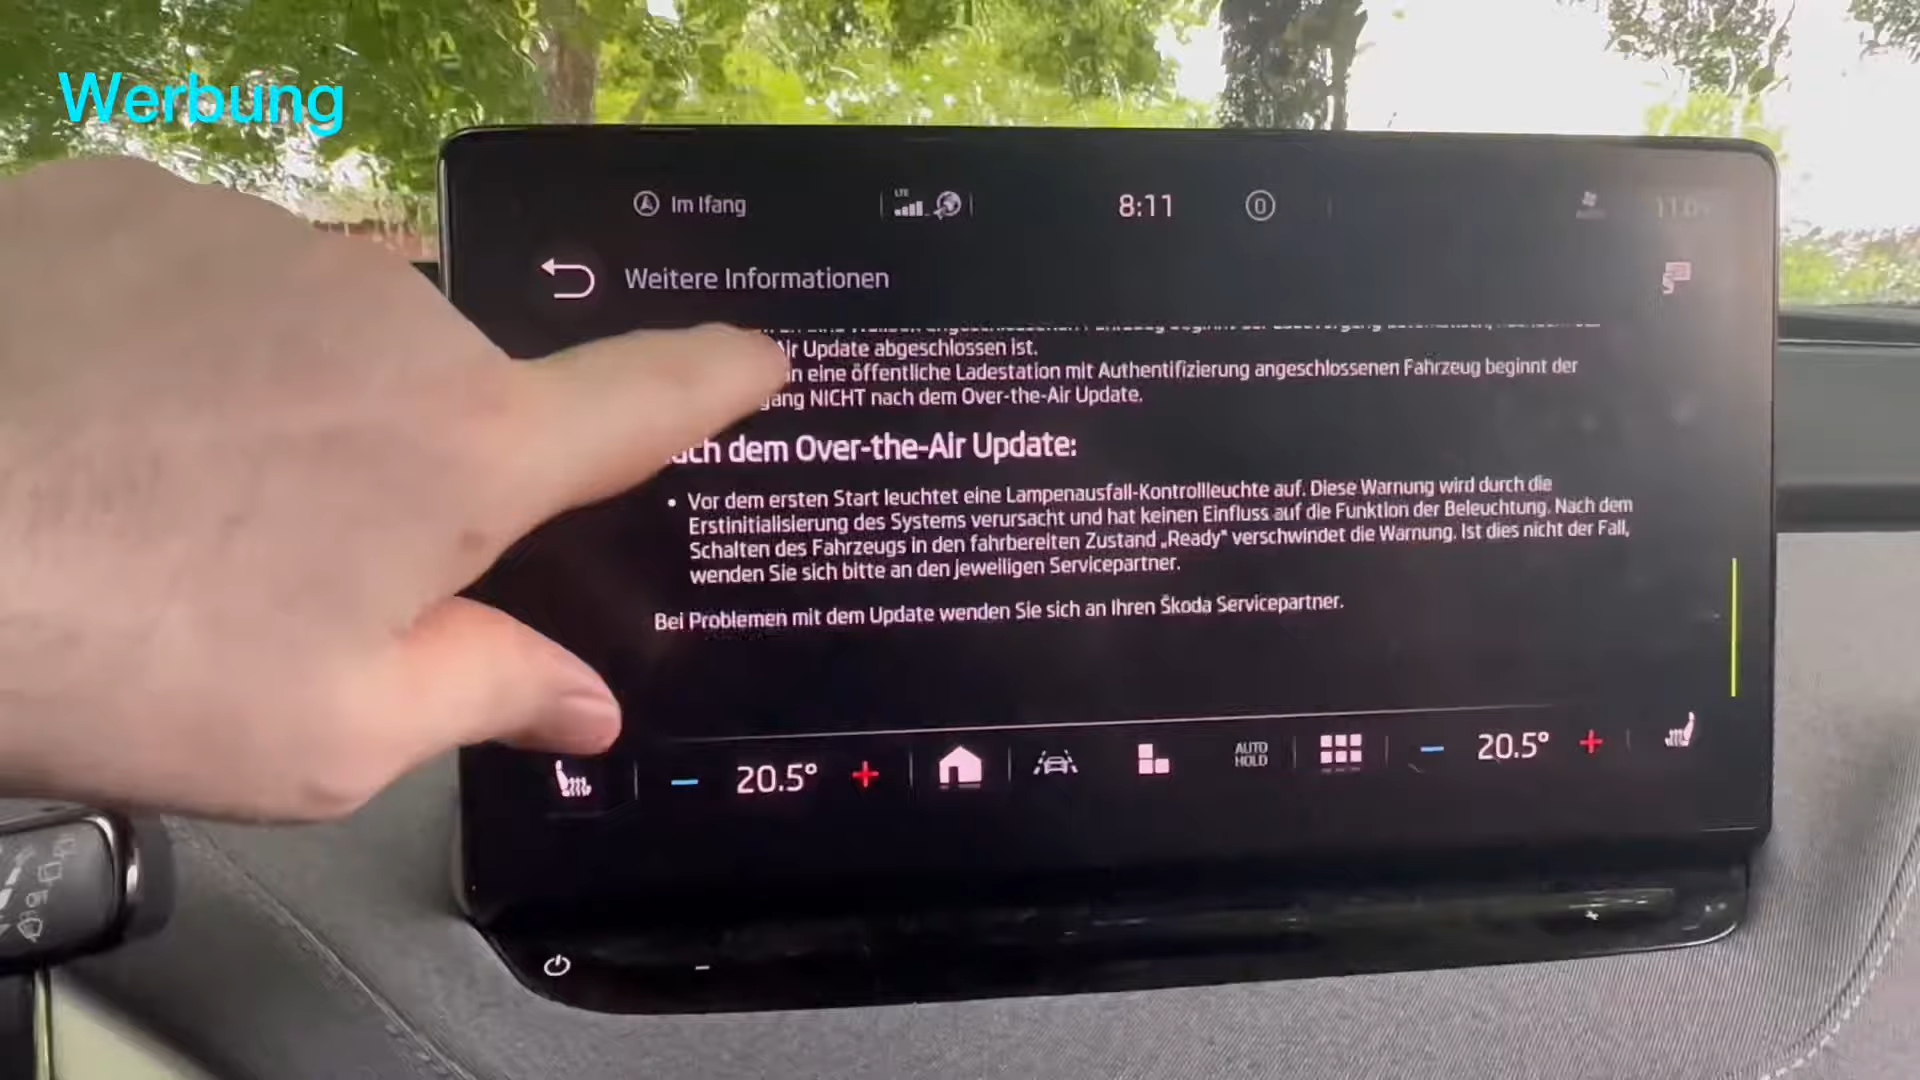 Werbung
Im Ifang
LTE
8:11
0
Weitere Informationen
Air Update abgeschlossen ist.
eine öffentliche Ladestation mit Authentifizierung angeschlossenen Fahrzeug beginnt der
NICHT nach dem Over-the-Air Update.
dem Over-the-Air Update:
• Vor dem ersten Start leuchtet eine Lampenausfall-Kontrollleuchte auf. Diese Warnung wird durch die
Erstinitialisierung des Systems verursacht und hat keinen Einfluss auf die Funktion der Beleuchtung. Nach dem
Schalten des Fahrzeugs in den fahrbereiten Zustand „Ready“ verschwindet die Warnung. Ist dies nicht der Fall,
wenden Sie sich bitte an den jeweiligen Servicepartner.
Bei Problemen mit dem Update wenden Sie sich an Ihren Škoda Servicepartner.
20.5°
AUTO
HOLD
20.5°